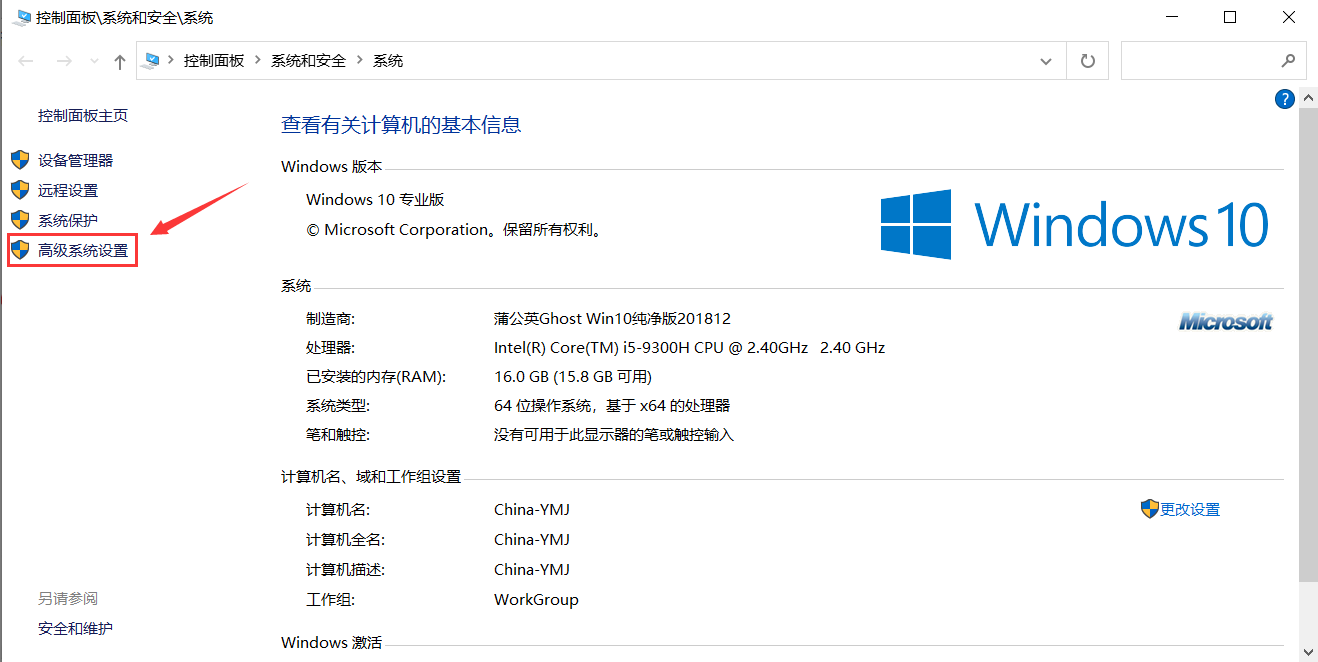 控制面板\系统和安全\系统
控制面板 系统和安全 系统
控制面板主页
设备管理器
远程设置
系统保护
高级系统设置
查看有关计算机的基本信息
Windows 版本
Windows 10 专业版
© Microsoft Corporation。保留所有权利。
Windows 10
系统
制造商: 蒲公英Ghost Win10纯净版201812
Microsoft
处理器: Intel(R) Core(TM) i5-9300H CPU @ 2.40GHz 2.40 GHz
已安装的内存(RAM): 16.0 GB (15.8 GB 可用)
系统类型: 64 位操作系统，基于 x64 的处理器
笔和触控: 没有可用于此显示器的笔或触控输入
计算机名、域和工作组设置
计算机名: China-YMJ 更改设置
计算机全名: China-YMJ
计算机描述: China-YMJ
工作组: WorkGroup
Windows 激活
另请参阅
安全和维护